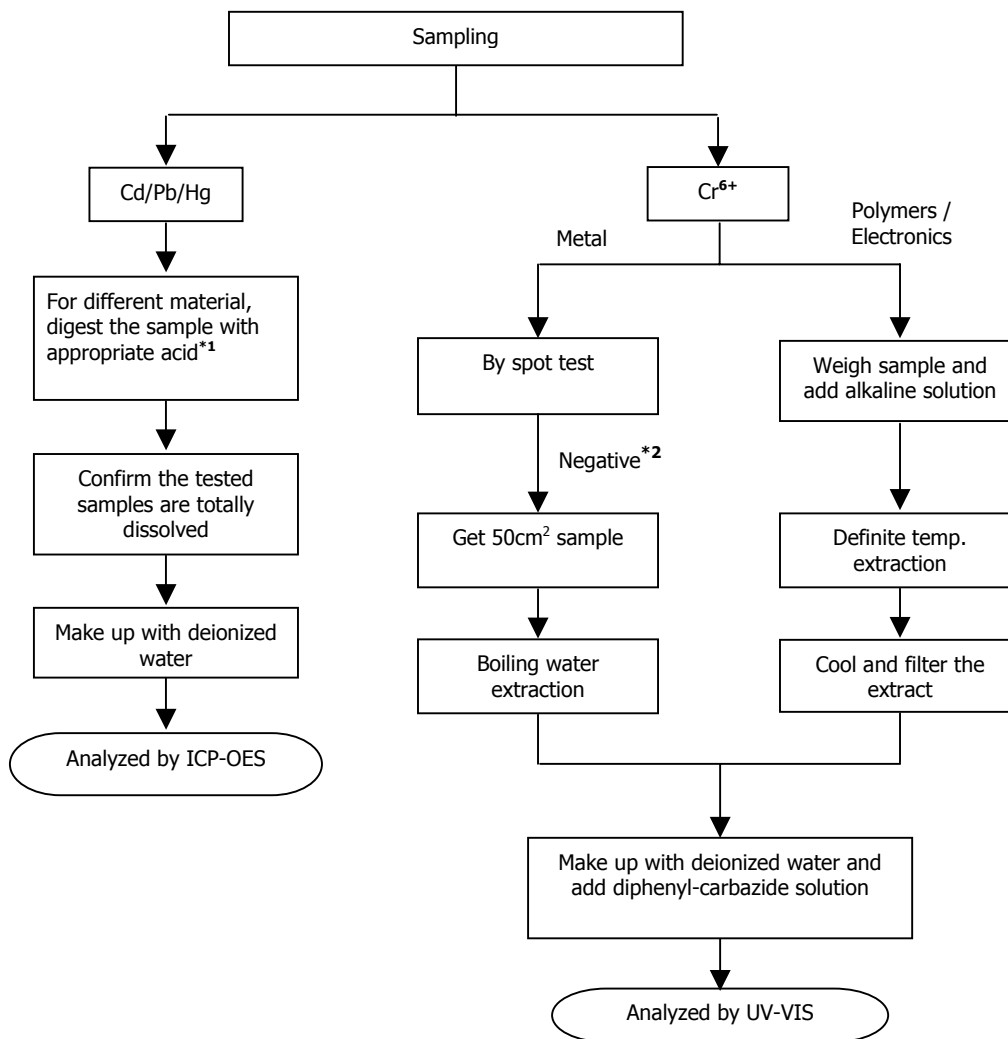 Sampling
Cd/Pb/Hg
For different material,
digest the sample with
appropriate acid*1
Confirm the tested
samples are totally
dissolved
Make up with deionized
water
Analyzed by ICP-OES
Cr6+
Metal
By spot test
Negative*2
Get 50cm2 sample
Boiling water
extraction
Polymers /
Electronics
Weigh sample and
add alkaline solution
Definite temp.
extraction
Cool and filter the
extract
Make up with deionized water and
add diphenyl-carbazide solution
Analyzed by UV-VIS